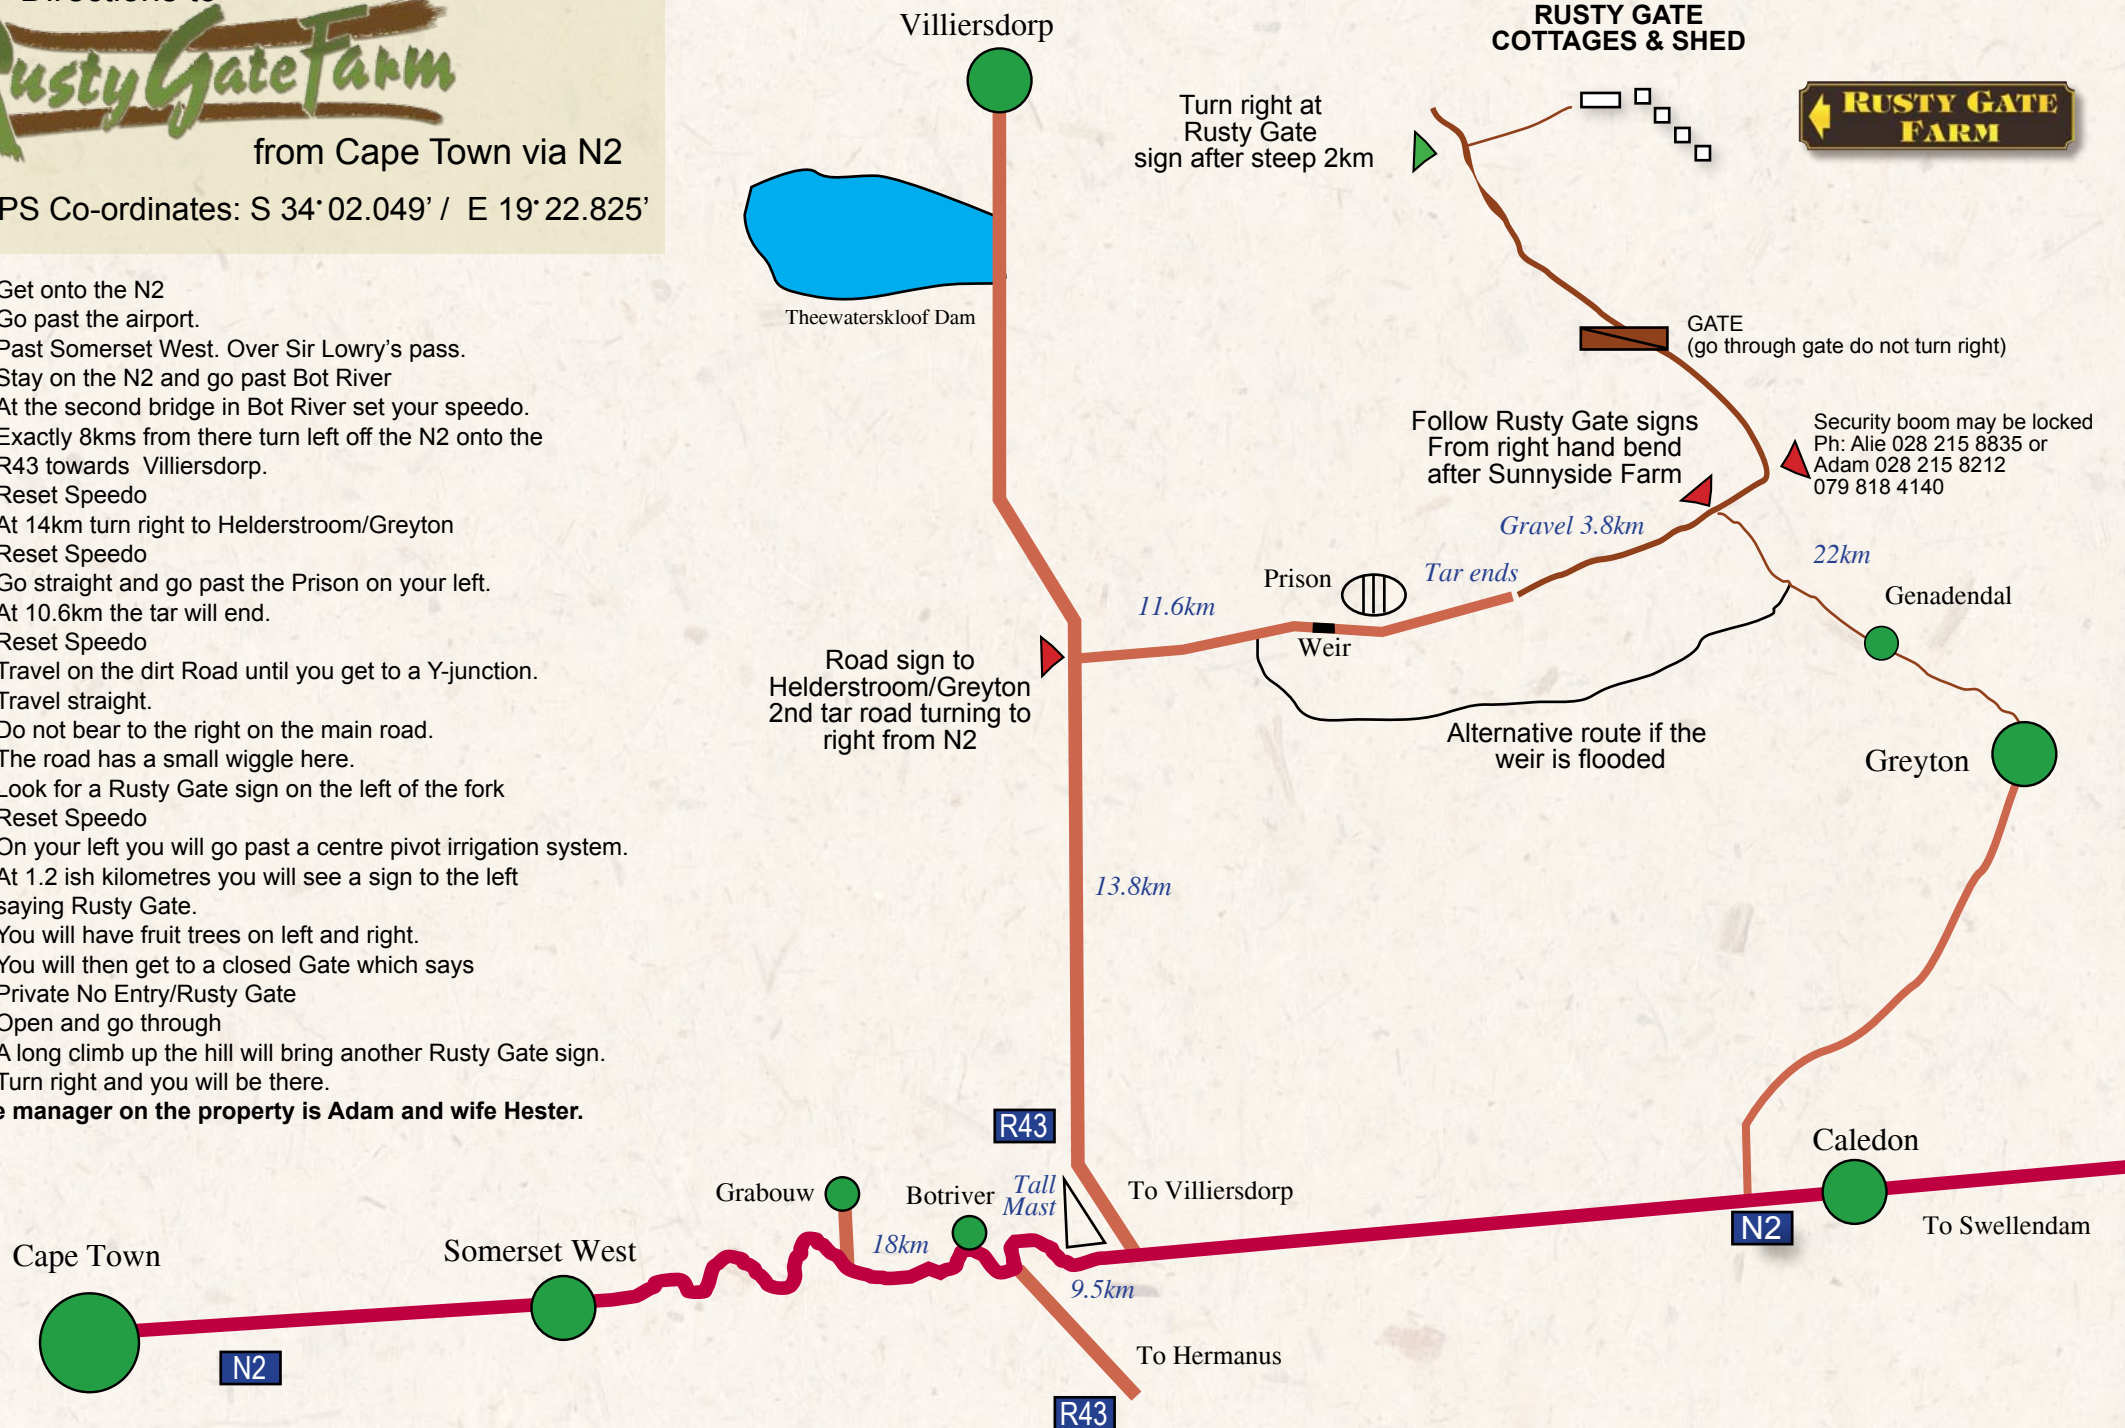 Directions to
Rusty Gate Farm
from Cape Town via N2
PS Co-ordinates: S 34° 02.049’ / E 19° 22.825’
Get onto the N2
Go past the airport.
Past Somerset West. Over Sir Lowry’s pass.
Stay on the N2 and go past Bot River
At the second bridge in Bot River set your speedo.
Exactly 8kms from there turn left off the N2 onto the
R43 towards Villiersdorp.
Reset Speedo
At 14km turn right to Helderstroom/Greyton
Reset Speedo
Go straight and go past the Prison on your left.
At 10.6km the tar will end.
Reset Speedo
Travel on the dirt Road until you get to a Y-junction.
Travel straight.
Do not bear to the right on the main road.
The road has a small wiggle here.
Look for a Rusty Gate sign on the left of the fork
Reset Speedo
On your left you will go past a centre pivot irrigation system.
At 1.2 ish kilometres you will see a sign to the left
saying Rusty Gate.
You will have fruit trees on left and right.
You will then get to a closed Gate which says
Private No Entry/Rusty Gate
Open and go through
A long climb up the hill will bring another Rusty Gate sign.
Turn right and you will be there.
e manager on the property is Adam and wife Hester.
Villiersdorp
Theewaterskloof Dam
RUSTY GATE
COTTAGES & SHED
RUSTY GATE
FARM
Turn right at
Rusty Gate
sign after steep 2km
GATE
(go through gate do not turn right)
Follow Rusty Gate signs
From right hand bend
after Sunnyside Farm
Security boom may be locked
Ph: Alie 028 215 8835 or
Adam 028 215 8212
079 818 4140
Gravel 3.8km
Tar ends
22km
Prison
Weir
11.6km
Genadendal
Road sign to
Helderstroom/Greyton
2nd tar road turning to
right from N2
Alternative route if the
weir is flooded
Greyton
13.8km
R43
Caledon
Grabouw
Botriver
Tall
Mast
To Villiersdorp
N2
To Swellendam
Cape Town
Somerset West
18km
9.5km
N2
To Hermanus
R43